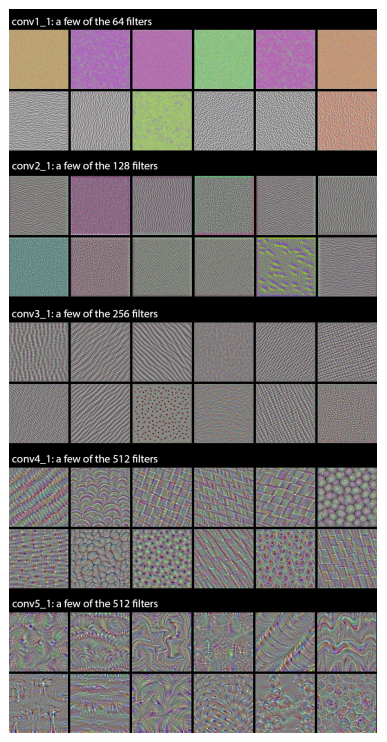 conv1_1: a few of the 64 filters
conv2_1: a few of the 128 filters
conv3_1: a few of the 256 filters
conv4_1: a few of the 512 filters
conv5_1: a few of the 512 filters